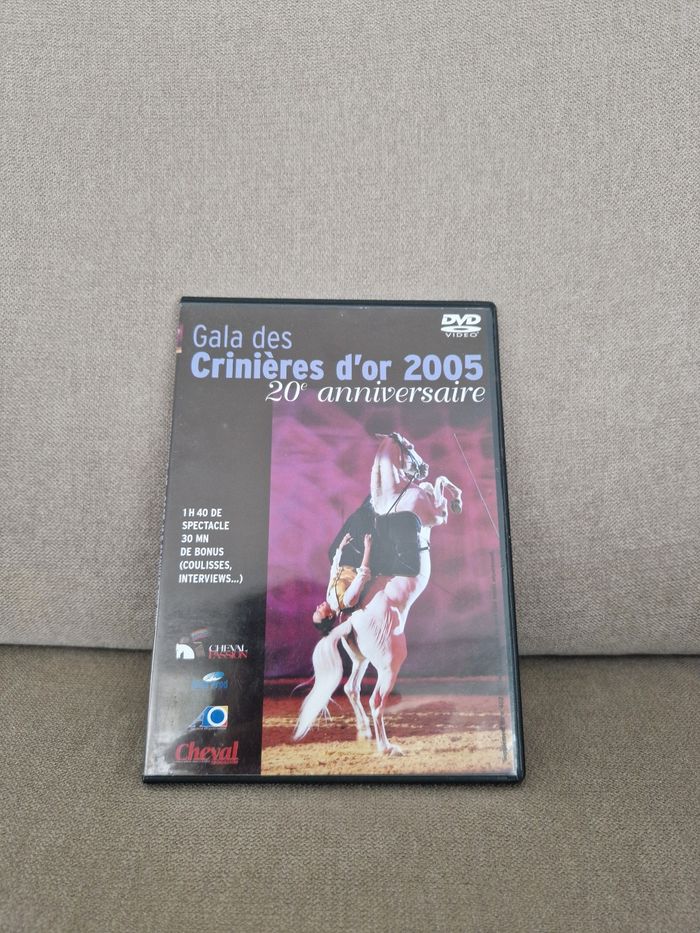 DVD
VIDEO
Gala des
Crinières d'or 2005
20e anniversaire
1 H 40 DE
SPECTACLE
30 MN
DE BONUS
(COULISSES,
INTERVIEWS...)
CHEVAL
PASSION
Cheval